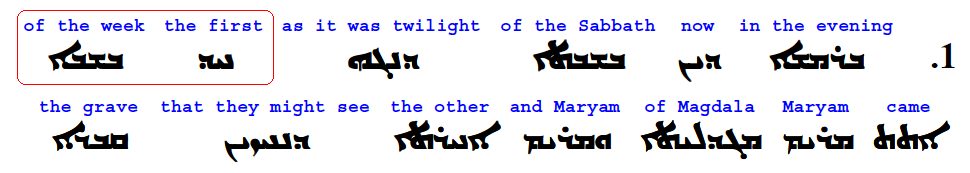 of the week the first as it was twilight of the Sabbath now in the evening
1. ܒܪܡܫܐ ܕܝܢ ܒܫܒܬܐ ܕܢܓܗ ܚܕ ܒܫܒܐ
the grave that they might see the other and Maryam of Magdala Maryam came
ܐܬܬ ܡܪܝܡ ܡܓܕܠܝܬܐ ܘܡܪܝܡ ܐܚܪܬܐ ܕܢܚܙܝܢ ܩܒܪܐ